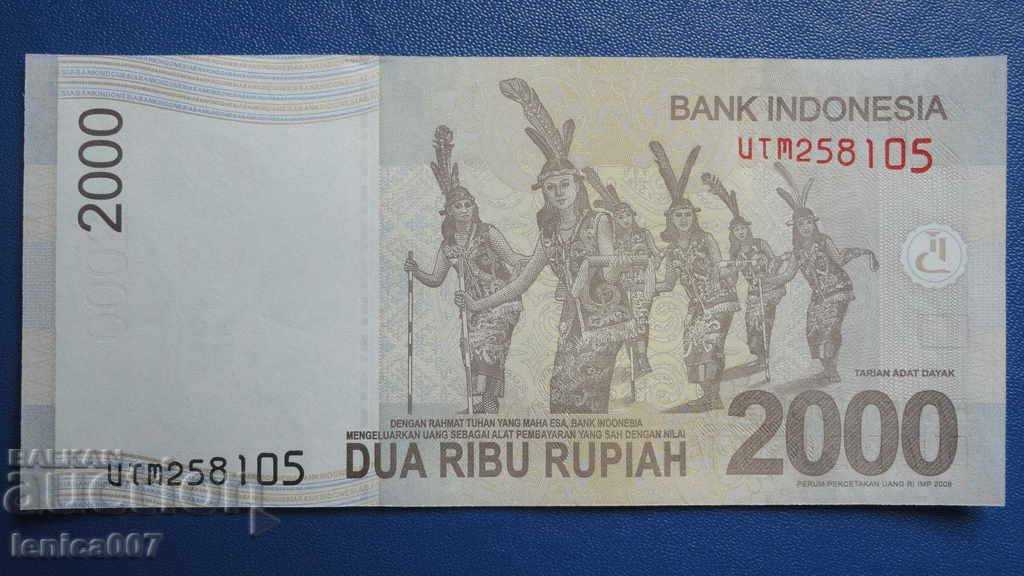 2000
BANK INDONESIA
UTM258105
TARIAN ADAT DAYAK
DENGAN RAHMAT TUHAN YANG MAHA ESA, BANK INDONESIA
MENGELUARKAN UANG SEBAGAI ALAT PEMBAYARAN YANG SAH DENGAN NILAI
DUA RIBU RUPIAH
2000
PERUM PERCETAKAN UANG RI IMP 2009
UTM258105
BALKAN
auction
lenica007